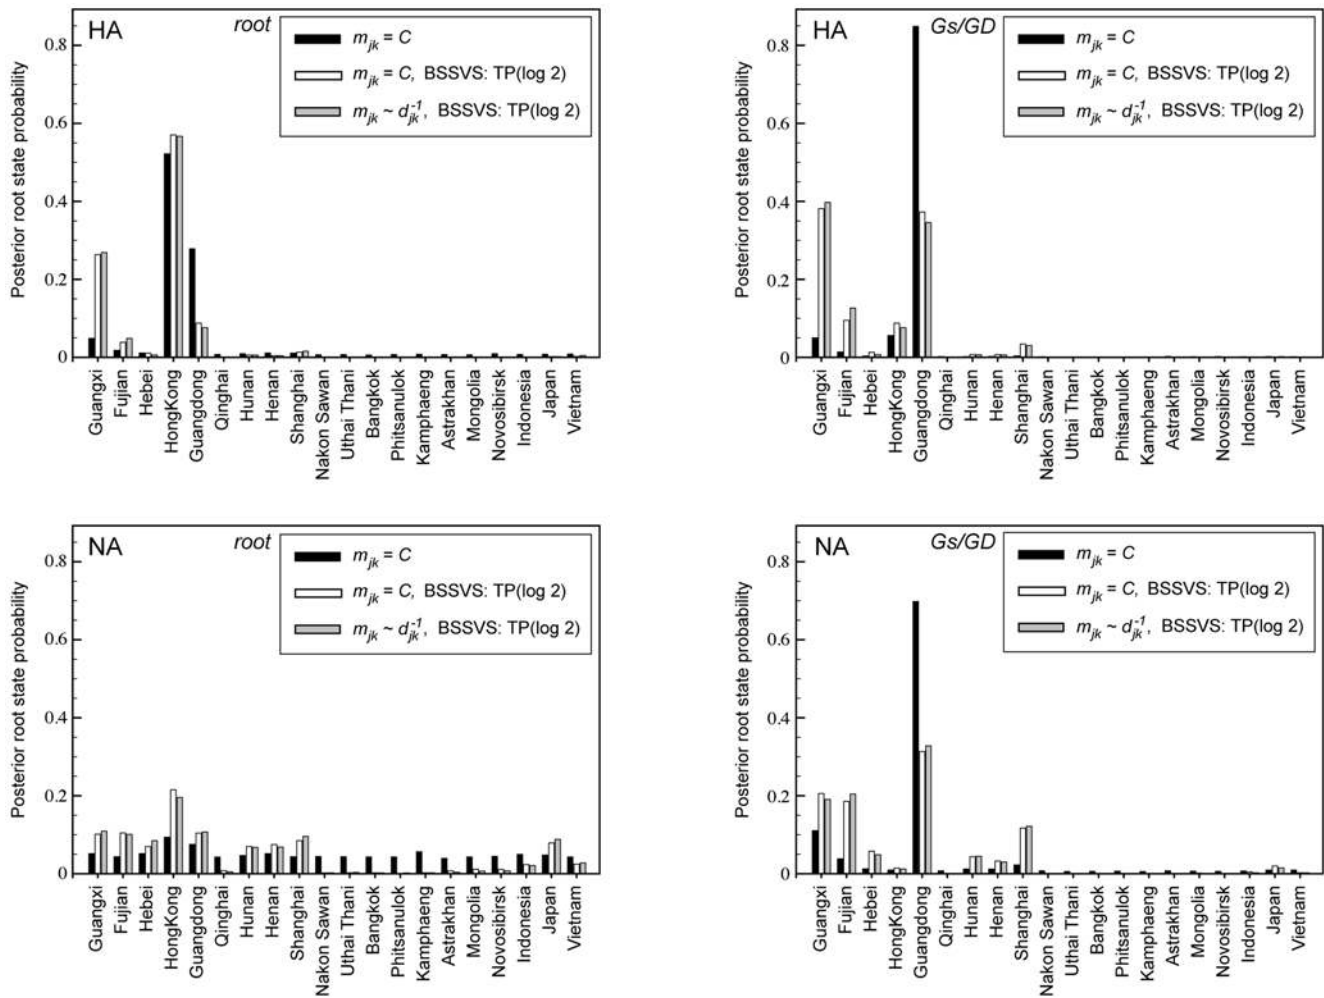 HA
root
m_jk = C
m_jk = C, BSSVS: TP(log 2)
m_jk ~ d_jk^-1, BSSVS: TP(log 2)
Posterior root state probability
0.8
0.6
0.4
0.2
0
Guangxi
Fujian
Hebei
HongKong
Guangdong
Qinghai
Hunan
Henan
Shanghai
Nakon Sawan
Uthai Thani
Bangkok
Phitsanulok
Kamphaeng
Astrakhan
Mongolia
Novosibirsk
Indonesia
Japan
Vietnam
HA
Gs/GD
m_jk = C
m_jk = C, BSSVS: TP(log 2)
m_jk ~ d_jk^-1, BSSVS: TP(log 2)
Posterior root state probability
0.8
0.6
0.4
0.2
0
Guangxi
Fujian
Hebei
HongKong
Guangdong
Qinghai
Hunan
Henan
Shanghai
Nakon Sawan
Uthai Thani
Bangkok
Phitsanulok
Kamphaeng
Astrakhan
Mongolia
Novosibirsk
Indonesia
Japan
Vietnam
NA
root
m_jk = C
m_jk = C, BSSVS: TP(log 2)
m_jk ~ d_jk^-1, BSSVS: TP(log 2)
Posterior root state probability
0.8
0.6
0.4
0.2
0
Guangxi
Fujian
Hebei
HongKong
Guangdong
Qinghai
Hunan
Henan
Shanghai
Nakon Sawan
Uthai Thani
Bangkok
Phitsanulok
Kamphaeng
Astrakhan
Mongolia
Novosibirsk
Indonesia
Japan
Vietnam
NA
Gs/GD
m_jk = C
m_jk = C, BSSVS: TP(log 2)
m_jk ~ d_jk^-1, BSSVS: TP(log 2)
Posterior root state probability
0.8
0.6
0.4
0.2
0
Guangxi
Fujian
Hebei
HongKong
Guangdong
Qinghai
Hunan
Henan
Shanghai
Nakon Sawan
Uthai Thani
Bangkok
Phitsanulok
Kamphaeng
Astrakhan
Mongolia
Novosibirsk
Indonesia
Japan
Vietnam